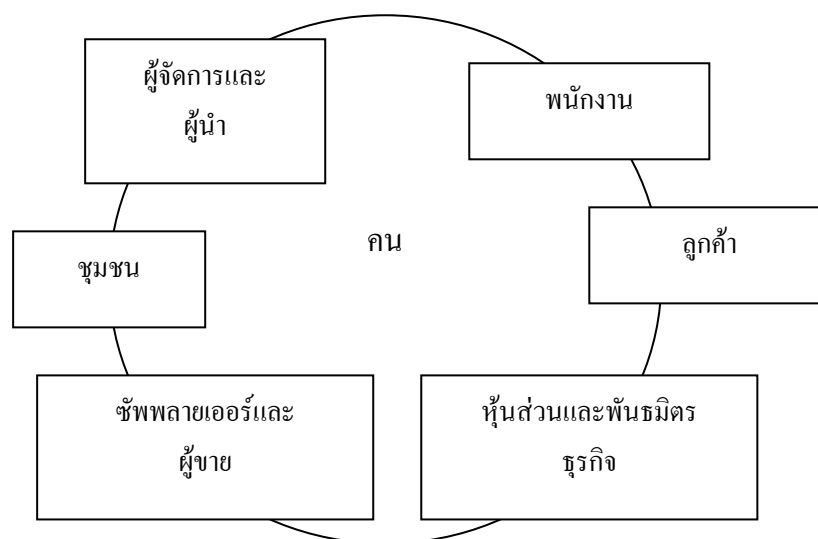 ผู้จัดการและ
ผู้นำ
พนักงาน
คน
ลูกค้า
ชุมชน
ซัพพลายเออร์และ
ผู้ขาย
หุ้นส่วนและพันธมิตร
ธุรกิจ